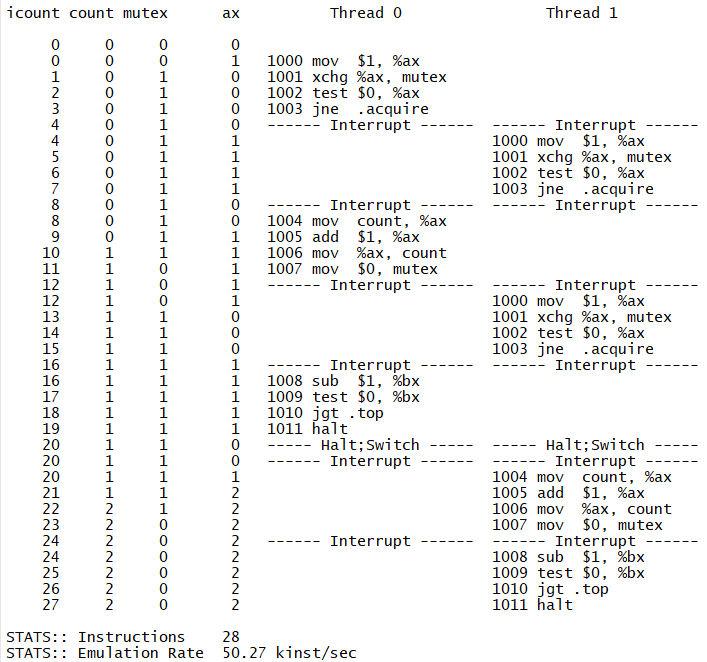 icount count mutex      ax          Thread 0                Thread 1
     0     0     0       0
     0     0     0       1   1000 mov  $1, %ax
     1     0     1       0   1001 xchg %ax, mutex
     2     0     1       0   1002 test $0, %ax
     3     0     1       0   1003 jne  .acquire
     4     0     1       0   ------ Interrupt ------  ------ Interrupt ------
     4     0     1       1                            1000 mov  $1, %ax
     5     0     1       1                            1001 xchg %ax, mutex
     6     0     1       1                            1002 test $0, %ax
     7     0     1       1                            1003 jne  .acquire
     8     0     1       0   ------ Interrupt ------  ------ Interrupt ------
     8     0     1       0   1004 mov  count, %ax
     9     0     1       1   1005 add  $1, %ax
    10     1     1       1   1006 mov  %ax, count
    11     1     0       1   1007 mov  $0, mutex
    12     1     0       1   ------ Interrupt ------  ------ Interrupt ------
    12     1     0       1                            1000 mov  $1, %ax
    13     1     1       0                            1001 xchg %ax, mutex
    14     1     1       0                            1002 test $0, %ax
    15     1     1       0                            1003 jne  .acquire
    16     1     1       1   ------ Interrupt ------  ------ Interrupt ------
    16     1     1       1   1008 sub  $1, %bx
    17     1     1       1   1009 test $0, %bx
    18     1     1       1   1010 jgt .top
    19     1     1       1   1011 halt
    20     1     1       0   ----- Halt;Switch -----  ----- Halt;Switch -----
    20     1     1       0   ------ Interrupt ------  ------ Interrupt ------
    20     1     1       1                            1004 mov  count, %ax
    21     1     1       2                            1005 add  $1, %ax
    22     2     1       2                            1006 mov  %ax, count
    23     2     0       2                            1007 mov  $0, mutex
    24     2     0       2   ------ Interrupt ------  ------ Interrupt ------
    24     2     0       2                            1008 sub  $1, %bx
    25     2     0       2                            1009 test $0, %bx
    26     2     0       2                            1010 jgt .top
    27     2     0       2                            1011 halt
STATS:: Instructions    28
STATS:: Emulation Rate  50.27 kinst/sec